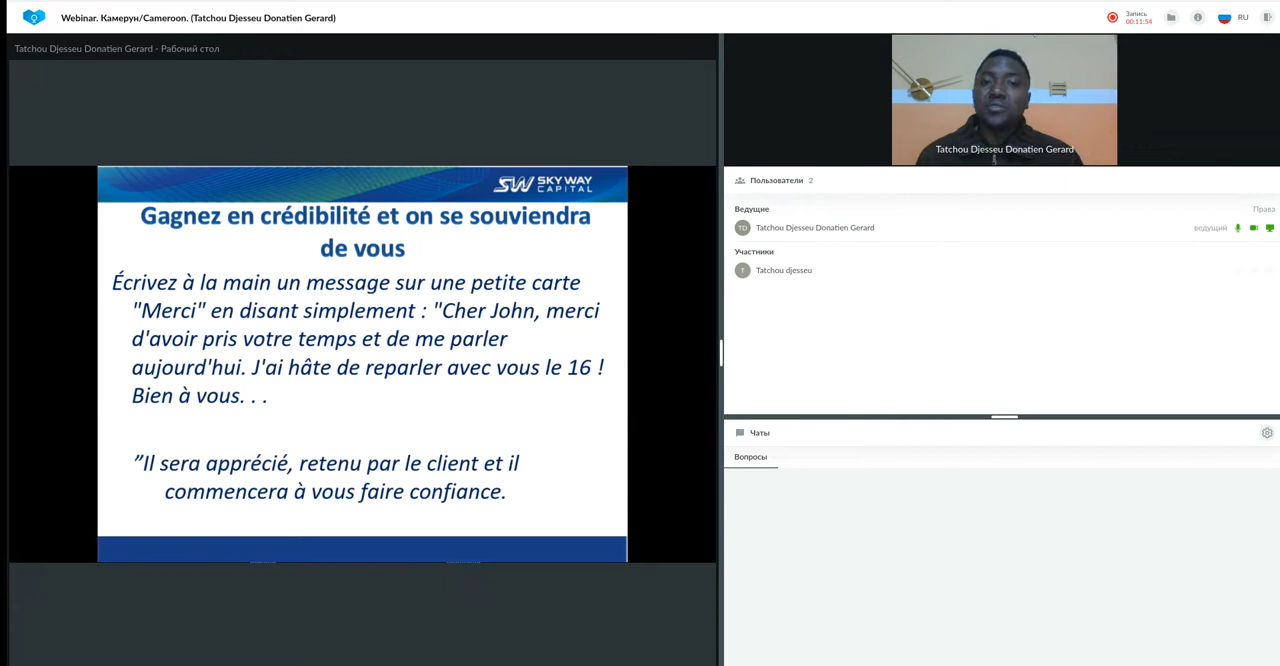 Webinar. Камерун/Cameroon. (Tatchou Djesseu Donatien Gerard)
Запись
00:11:54
RU
Tatchou Djesseu Donatien Gerard - Рабочий стол
SW SKY WAY
CAPITAL
Gagnez en crédibilité et on se souviendra
de vous
Écrivez à la main un message sur une petite carte
"Merci" en disant simplement : "Cher John, merci
d'avoir pris votre temps et de me parler
aujourd'hui. J'ai hâte de reparler avec vous le 16 !
Bien à vous. . .
”Il sera apprécié, retenu par le client et il
commencera à vous faire confiance.
Tatchou Djesseu Donatien Gerard
Пользователи 2
Ведущие Права
TD Tatchou Djesseu Donatien Gerard ведущий
Участники
T Tatchou djesseu
Чаты
Вопросы